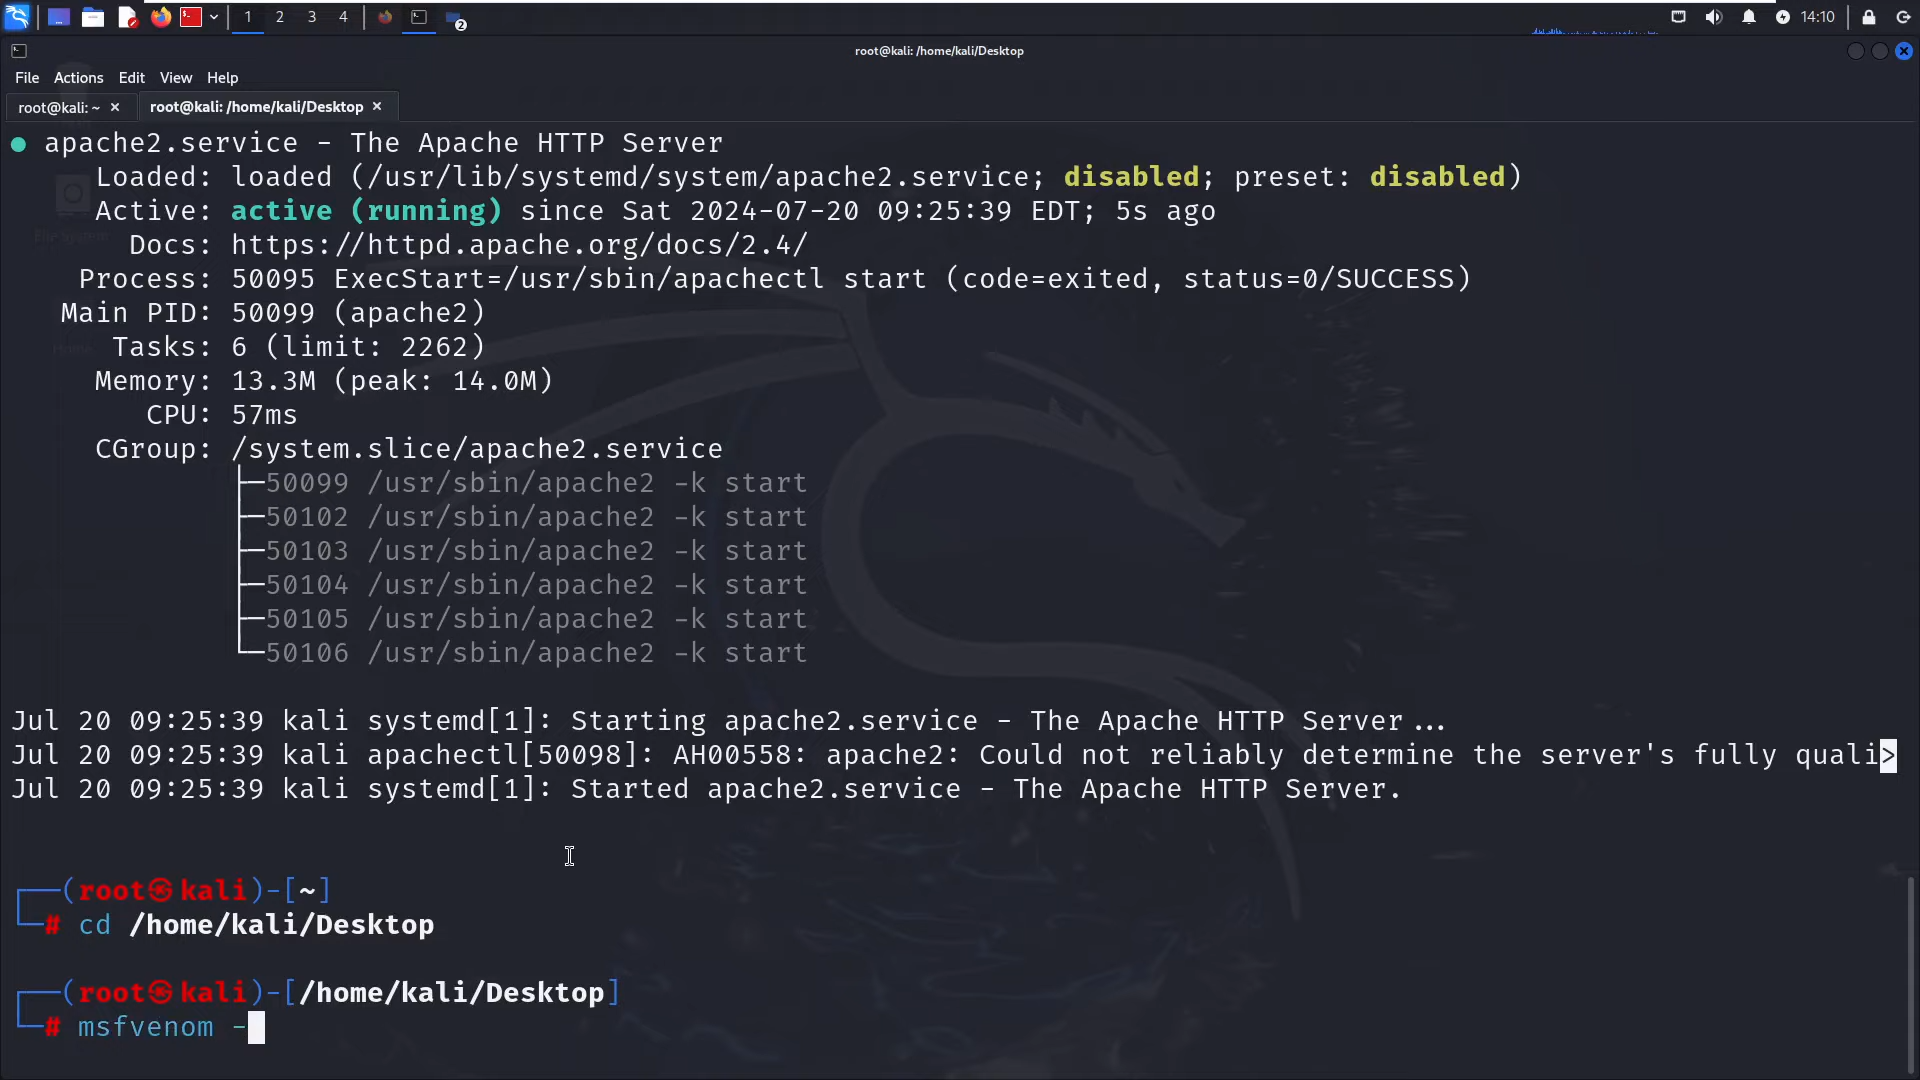 1 2 3 4 2 14:10
root@kali: /home/kali/Desktop
File Actions Edit View Help
root@kali: ~ × root@kali: /home/kali/Desktop ×
● apache2.service - The Apache HTTP Server
Loaded: loaded (/usr/lib/systemd/system/apache2.service; disabled; preset: disabled)
Active: active (running) since Sat 2024-07-20 09:25:39 EDT; 5s ago
Docs: https://httpd.apache.org/docs/2.4/
Process: 50095 ExecStart=/usr/sbin/apachectl start (code=exited, status=0/SUCCESS)
Main PID: 50099 (apache2)
Tasks: 6 (limit: 2262)
Memory: 13.3M (peak: 14.0M)
CPU: 57ms
CGroup: /system.slice/apache2.service
├─50099 /usr/sbin/apache2 -k start
├─50102 /usr/sbin/apache2 -k start
├─50103 /usr/sbin/apache2 -k start
├─50104 /usr/sbin/apache2 -k start
├─50105 /usr/sbin/apache2 -k start
└─50106 /usr/sbin/apache2 -k start
Jul 20 09:25:39 kali systemd[1]: Starting apache2.service - The Apache HTTP Server...
Jul 20 09:25:39 kali apachectl[50098]: AH00558: apache2: Could not reliably determine the server's fully quali>
Jul 20 09:25:39 kali systemd[1]: Started apache2.service - The Apache HTTP Server.
┌──(root㉿kali)-[~]
└─# cd /home/kali/Desktop
┌──(root㉿kali)-[/home/kali/Desktop]
└─# msfvenom -